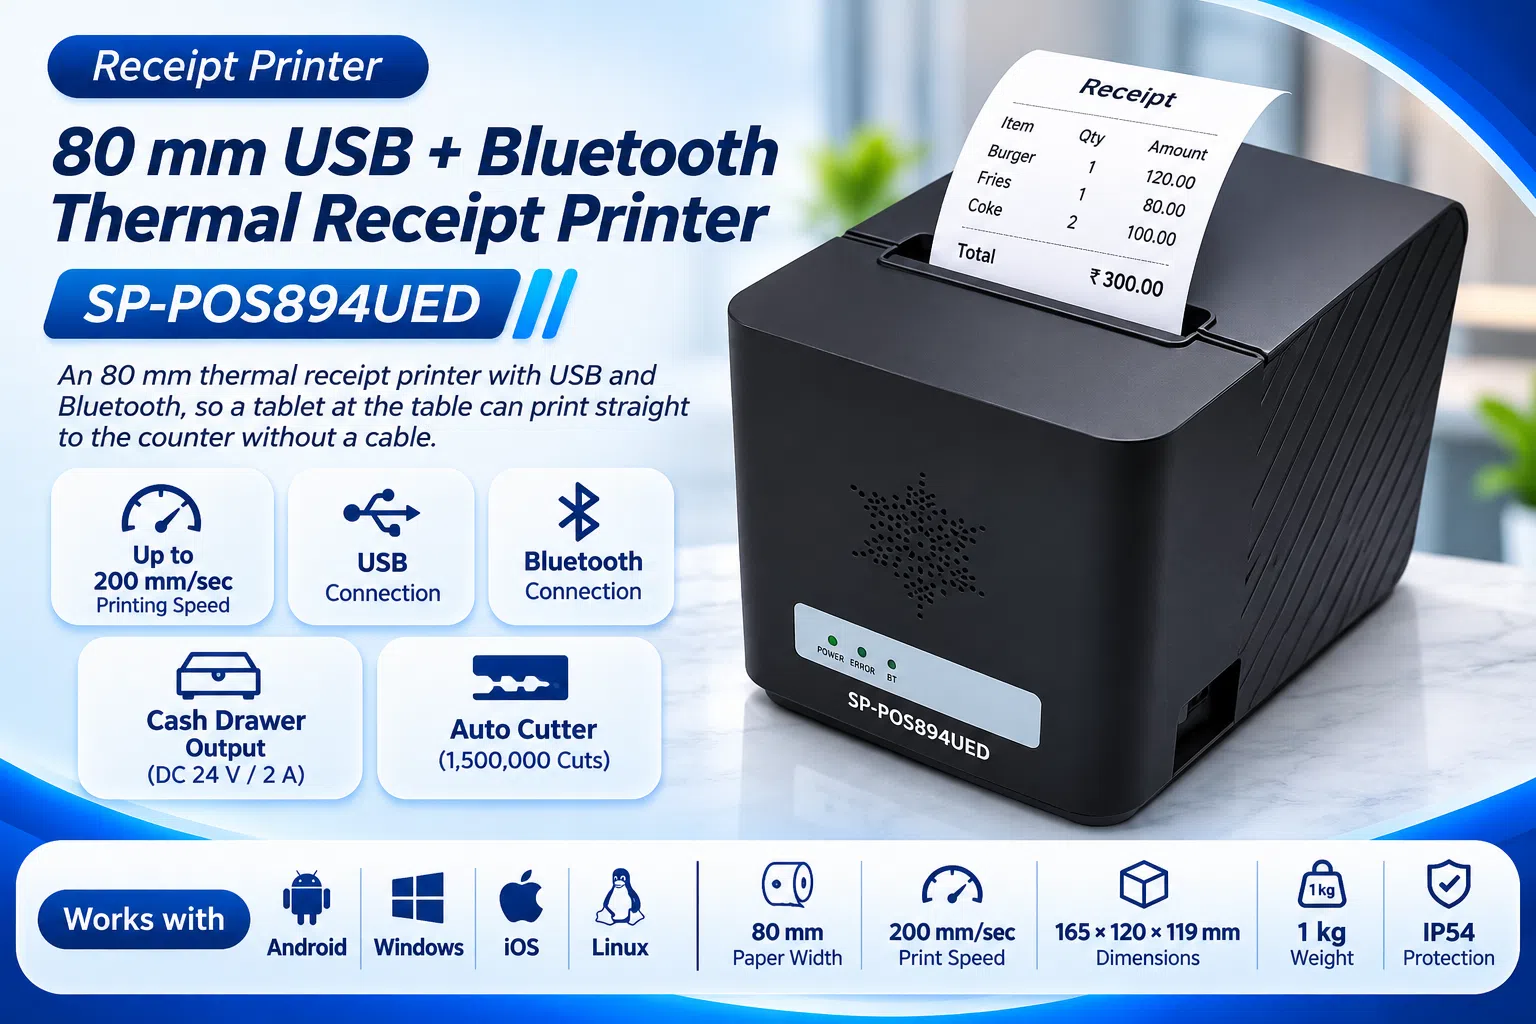 Receipt Printer
80 mm USB + Bluetooth
Thermal Receipt Printer
SP-POS894UED
An 80 mm thermal receipt printer with USB and
Bluetooth, so a tablet at the table can print straight
to the counter without a cable.
Up to
200 mm/sec
Printing Speed
USB
Connection
Bluetooth
Connection
Cash Drawer
Output
(DC 24 V / 2 A)
Auto Cutter
(1,500,000 Cuts)
Receipt
Item Qty Amount
Burger 1 120.00
Fries 1 80.00
Coke 2 100.00
Total ₹ 300.00
POWER ERROR BT
SP-POS894UED
Works with
Android
Windows
iOS
Linux
80 mm
Paper Width
200 mm/sec
Print Speed
165 × 120 × 119 mm
Dimensions
1 kg
1 kg
Weight
IP54
Protection